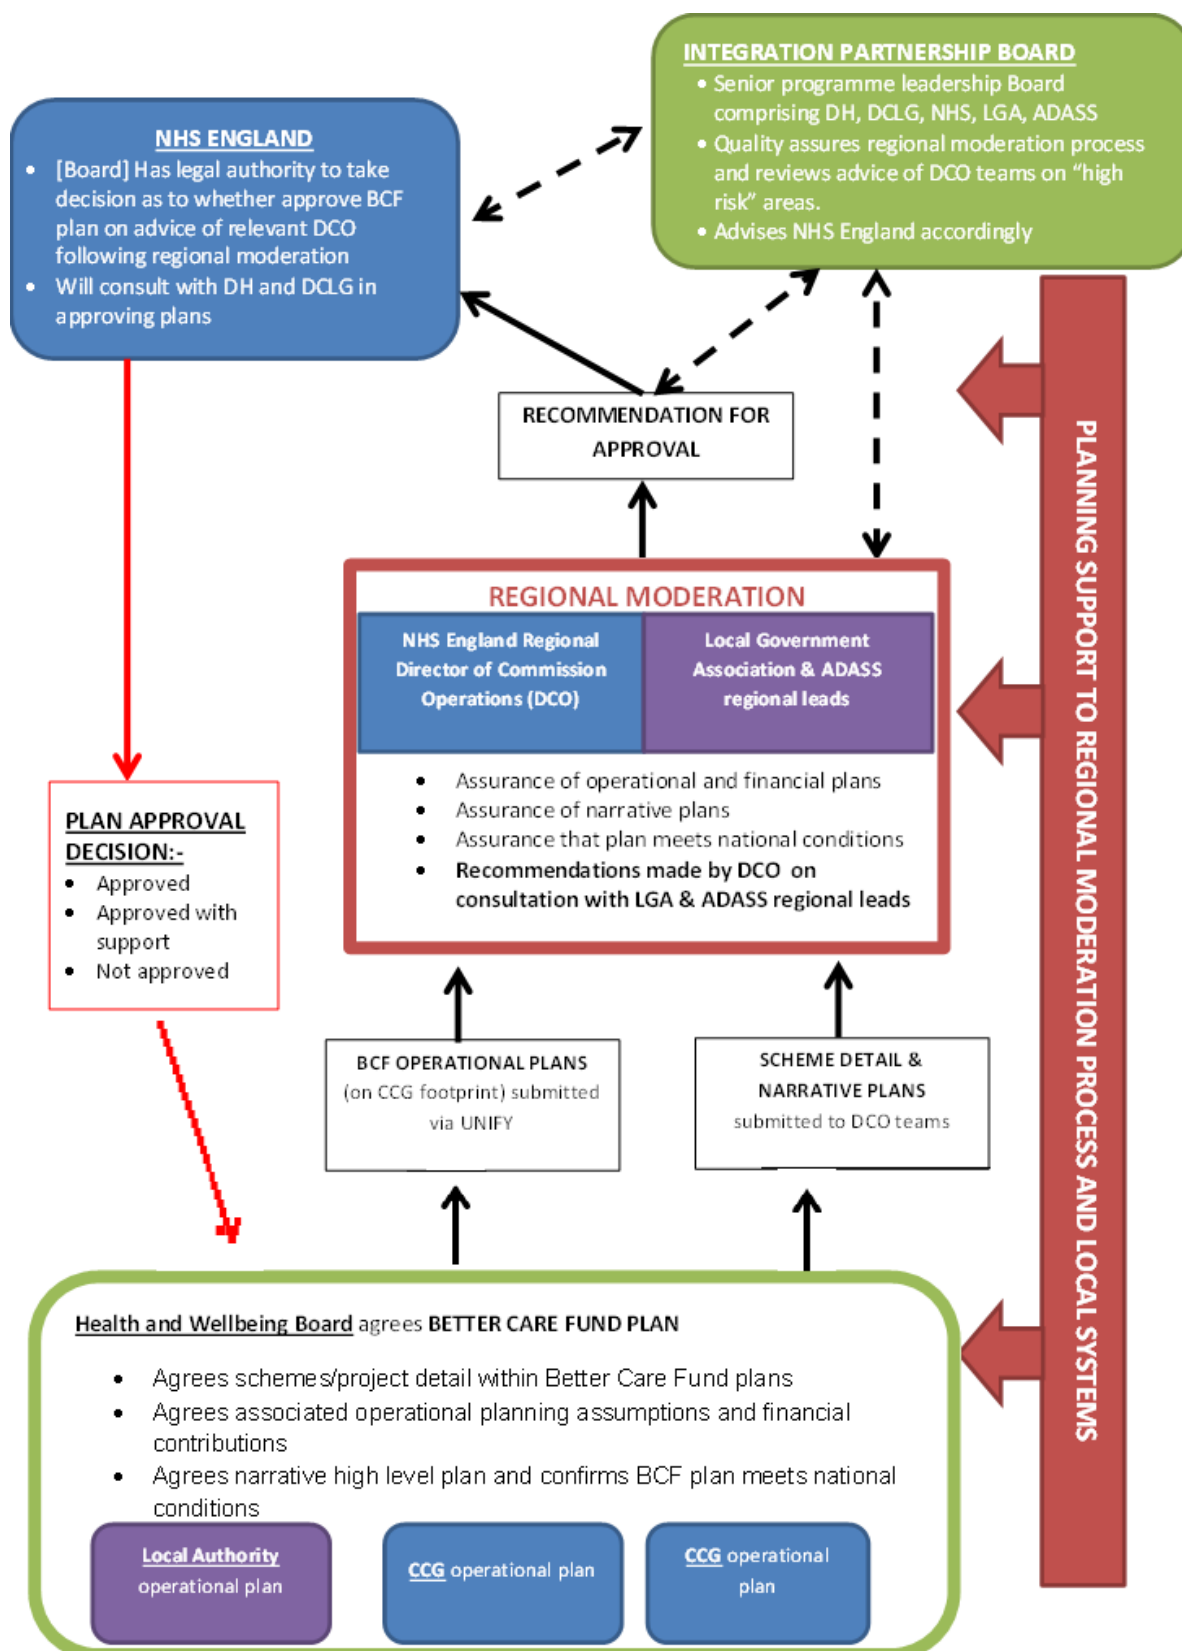 INTEGRATION PARTNERSHIP BOARD
• Senior programme leadership Board
comprising DH, DCLG, NHS, LGA, ADASS
• Quality assures regional moderation process
and reviews advice of DCO teams on “high
risk” areas.
• Advises NHS England accordingly
NHS ENGLAND
• [Board] Has legal authority to take
decision as to whether approve BCF
plan on advice of relevant DCO
following regional moderation
• Will consult with DH and DCLG in
approving plans
RECOMMENDATION FOR
APPROVAL
REGIONAL MODERATION
NHS England Regional
Director of Commission
Operations (DCO)
Local Government
Association & ADASS
regional leads
• Assurance of operational and financial plans
• Assurance of narrative plans
• Assurance that plan meets national conditions
• Recommendations made by DCO on
consultation with LGA & ADASS regional leads
PLAN APPROVAL
DECISION:-
• Approved
• Approved with
support
• Not approved
BCF OPERATIONAL PLANS
(on CCG footprint) submitted
via UNIFY
SCHEME DETAIL &
NARRATIVE PLANS
submitted to DCO teams
Health and Wellbeing Board agrees BETTER CARE FUND PLAN
• Agrees schemes/project detail within Better Care Fund plans
• Agrees associated operational planning assumptions and financial
contributions
• Agrees narrative high level plan and confirms BCF plan meets national
conditions
Local Authority
operational plan
CCG operational plan
CCG operational
plan
PLANNING SUPPORT TO REGIONAL MODERATION PROCESS AND LOCAL SYSTEMS